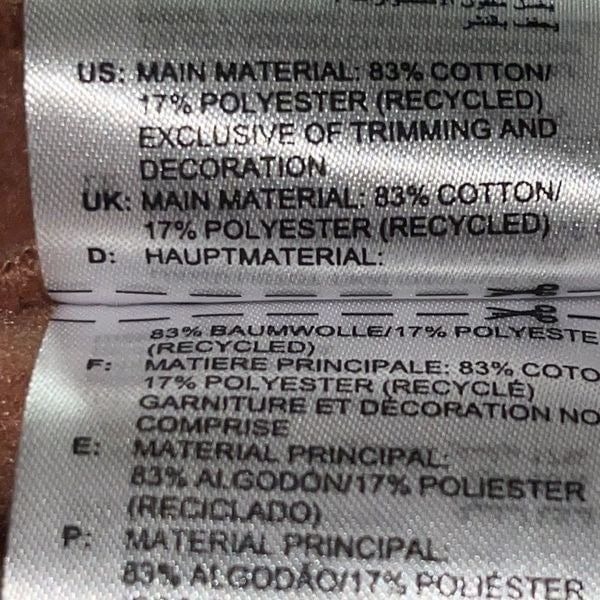 US: MAIN MATERIAL: 83% COTTON/
17% POLYESTER (RECYCLED)
EXCLUSIVE OF TRIMMING AND
DECORATION
UK: MAIN MATERIAL: 83% COTTON/
17% POLYESTER (RECYCLED)
D: HAUPTMATERIAL:
83% BAUMWOLLE/17% POLYESTE
(RECYCLED)
F: MATIERE PRINCIPALE: 83% COTO
17% POLYESTER (RECYCLÉ)
GARNITURE ET DÉCORATION NO
COMPRISE
E: MATERIAL PRINCIPAL:
83% ALGODÓN/17% POLIÉSTER
(RECICLADO)
P: MATERIAL PRINCIPAL
83% ALGODÃO/17% POLIÉSTER